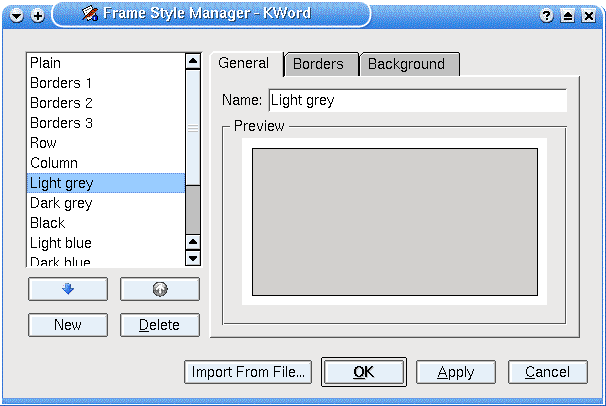 Frame Style Manager - KWord
General Borders Background
Plain
Borders 1
Borders 2
Borders 3
Row
Column
Light grey
Dark grey
Black
Light blue
Dark blue
Name: Light grey
Preview
New Delete
Import From File... OK Apply Cancel